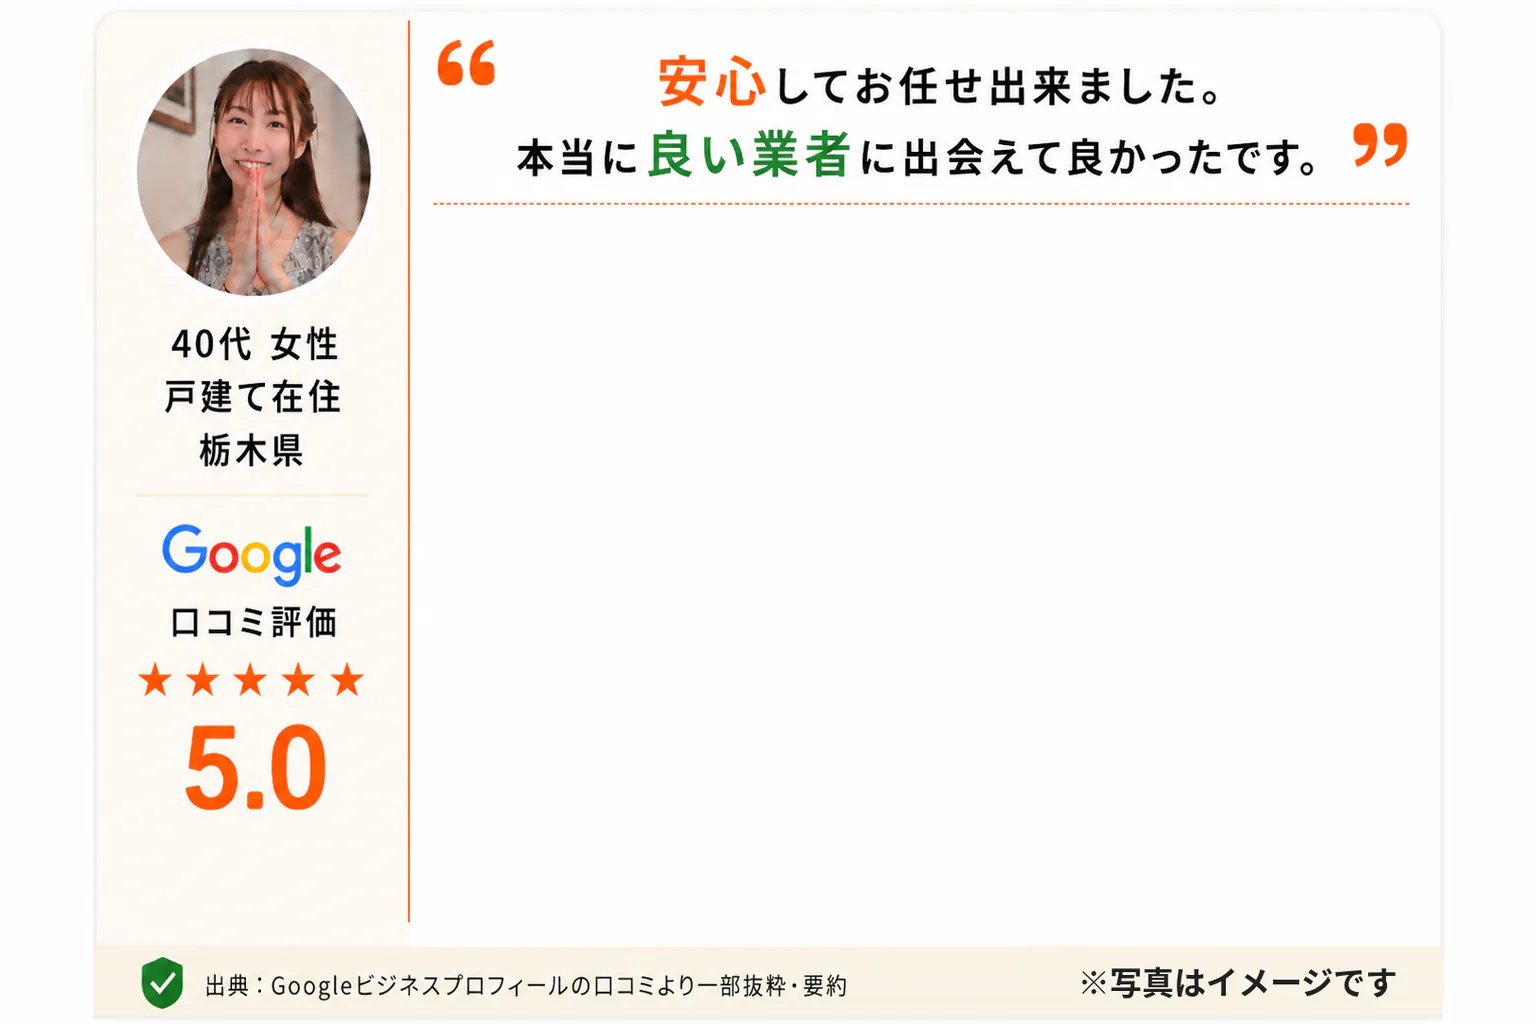 40代 女性
戸建て在住
栃木県
Google
口コミ評価
★★★★★
5.0
“安心してお任せ出来ました。
本当に良い業者に出会えて良かったです。”
出典：Googleビジネスプロフィールの口コミより一部抜粋・要約
※写真はイメージです